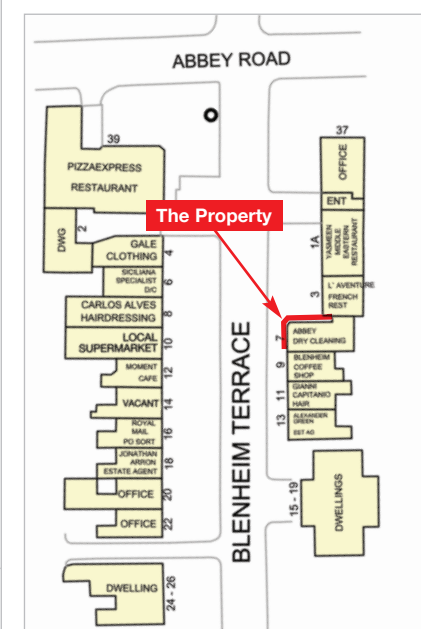 ABBEY ROAD
39
PIZZAEXPRESS
RESTAURANT
37
OFFICE
ENT
The Property
DWG
2
GALE
CLOTHING
4
1A
YASMEEN
MIDDLE
EASTERN
RESTAURANT
SICILIANA
SPECIALIST
D/C
6
3
L' AVENTURE
FRENCH
REST
CARLOS ALVES
HAIRDRESSING
8
LOCAL
SUPERMARKET
10
7
ABBEY
DRY CLEANING
MOMENT
CAFE
12
9
BLENHEIM
COFFEE
SHOP
VACANT
14
11
GIANNI
CAPITANIO
HAIR
ROYAL
MAIL
PO SORT
16
13
ALEXANDER
GREEN
EST AG
JONATHAN
ARRON
ESTATE AGENT
18
BLENHEIM TERRACE
OFFICE
20
15 - 19
DWELLINGS
OFFICE
22
DWELLING
24 - 26